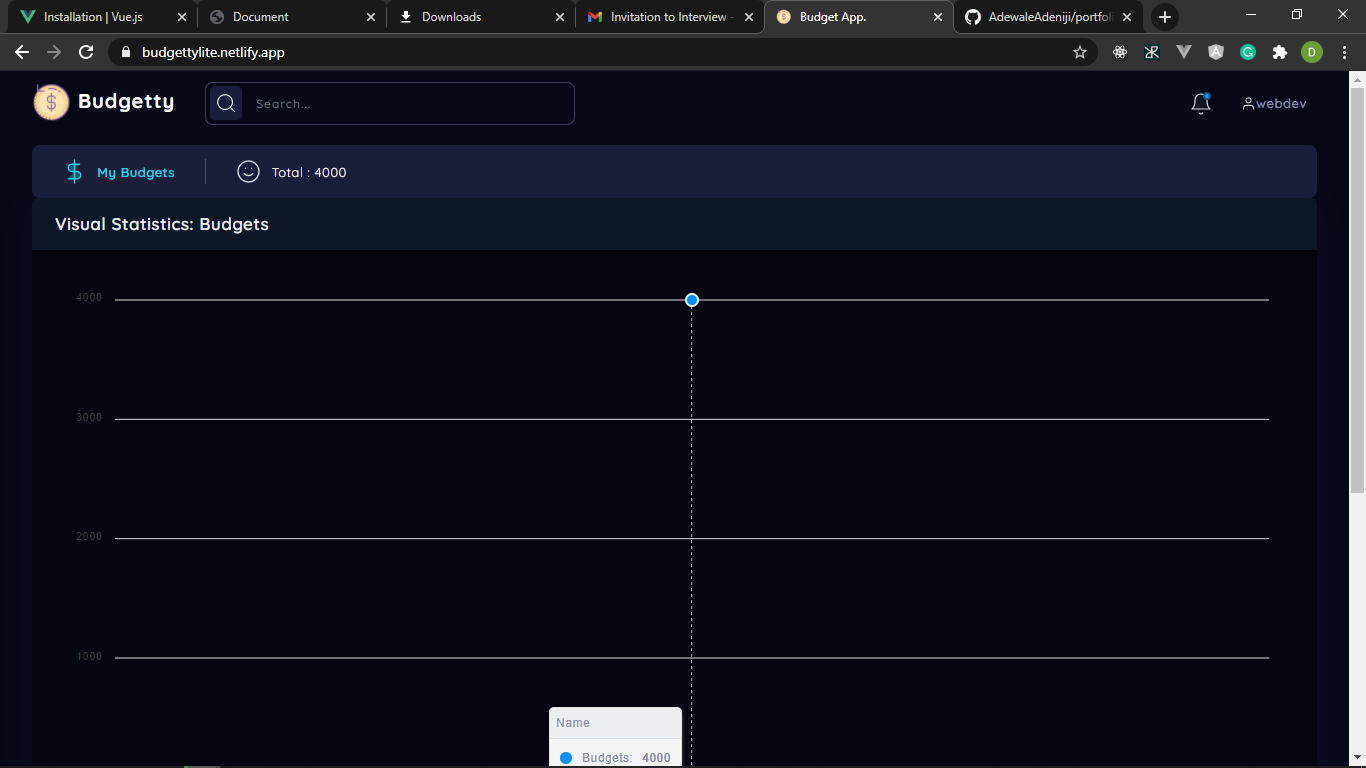 Installation | Vue.js
Document
Downloads
Invitation to Interview -
Budget App.
AdewaleAdeniji/portfoli
budgettylite.netlify.app
D
Budgetty
Search...
webdev
My Budgets
Total : 4000
Visual Statistics: Budgets
4000
3000
2000
1000
Name
Budgets: 4000